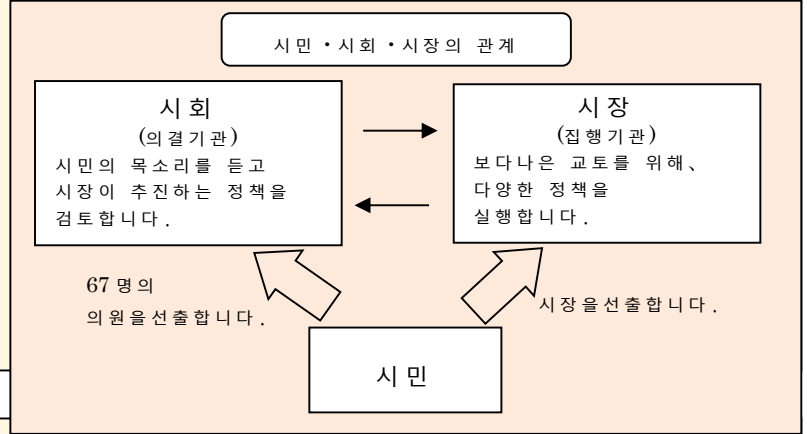 시민・시회・시장의 관계
시회
(의결기관)
시민의 목소리를 듣고
시장이 추진하는 정책을
검토합니다.
시장
(집행기관)
보다나은 교토를 위해、
다양한 정책을
실행합니다.
67 명의
의원을선출합니다.
시장을선출합니다.
시민